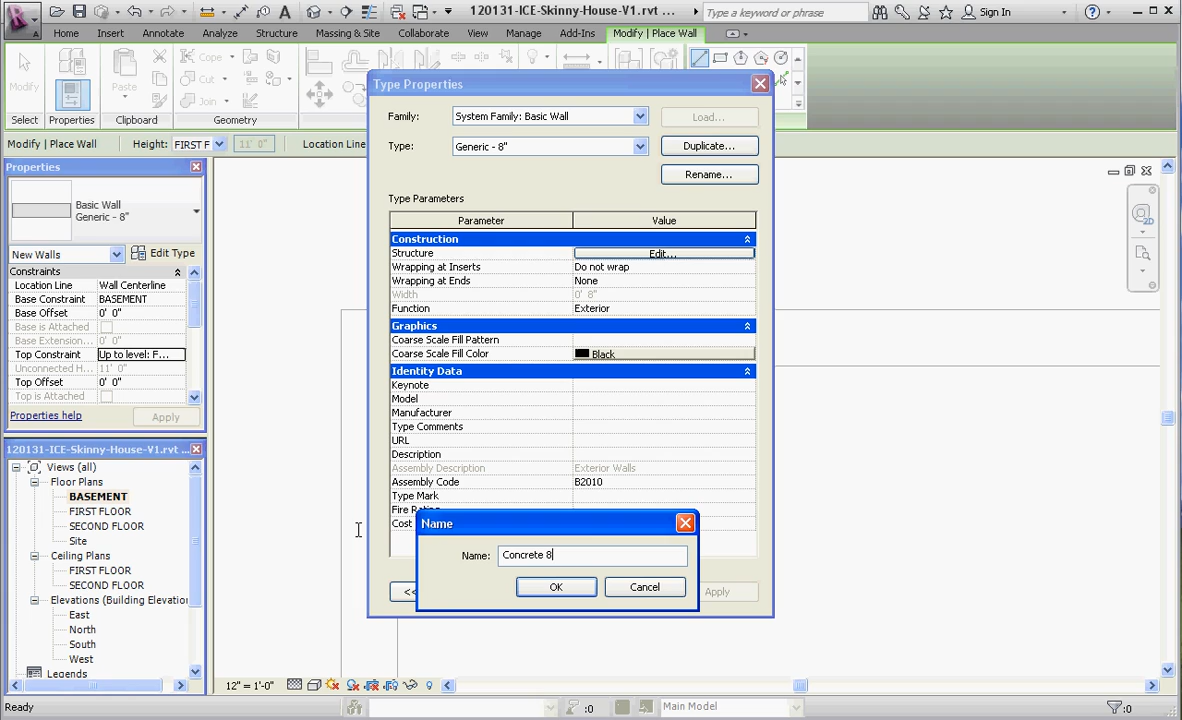 120131-ICE-Skinny-House-V1.rvt ...
Type a keyword or phrase
Sign In
Home
Insert
Annotate
Analyze
Structure
Massing & Site
Collaborate
View
Manage
Add-Ins
Modify | Place Wall
Modify
Paste
Cope
Cut
Join
Select
Properties
Clipboard
Geometry
Modify | Place Wall
Height:
FIRST F
11' 0"
Location Line
Properties
Basic Wall
Generic - 8"
New Walls
Edit Type
Constraints
Location Line Wall Centerline
Base Constraint BASEMENT
Base Offset 0' 0"
Base is Attached
Base Extension... 0' 0"
Top Constraint Up to level: F...
Unconnected H... 11' 0"
Top Offset 0' 0"
Top is Attached
Properties help
Apply
120131-ICE-Skinny-House-V1.rvt
Views (all)
Floor Plans
BASEMENT
FIRST FLOOR
SECOND FLOOR
Site
Ceiling Plans
FIRST FLOOR
SECOND FLOOR
Elevations (Building Elevation
East
North
South
West
Legends
Type Properties
Family: System Family: Basic Wall Load...
Type: Generic - 8" Duplicate...
Rename...
Type Parameters
Parameter Value
Construction
Structure Edit...
Wrapping at Inserts Do not wrap
Wrapping at Ends None
Width 0' 8"
Function Exterior
Graphics
Coarse Scale Fill Pattern
Coarse Scale Fill Color Black
Identity Data
Keynote
Model
Manufacturer
Type Comments
URL
Description
Assembly Description Exterior Walls
Assembly Code B2010
Type Mark
Fire Rating
Cost
<<
Apply
Name
Name: Concrete 8
OK
Cancel
2D
12" = 1'-0"
Ready
:0
Main Model
:0